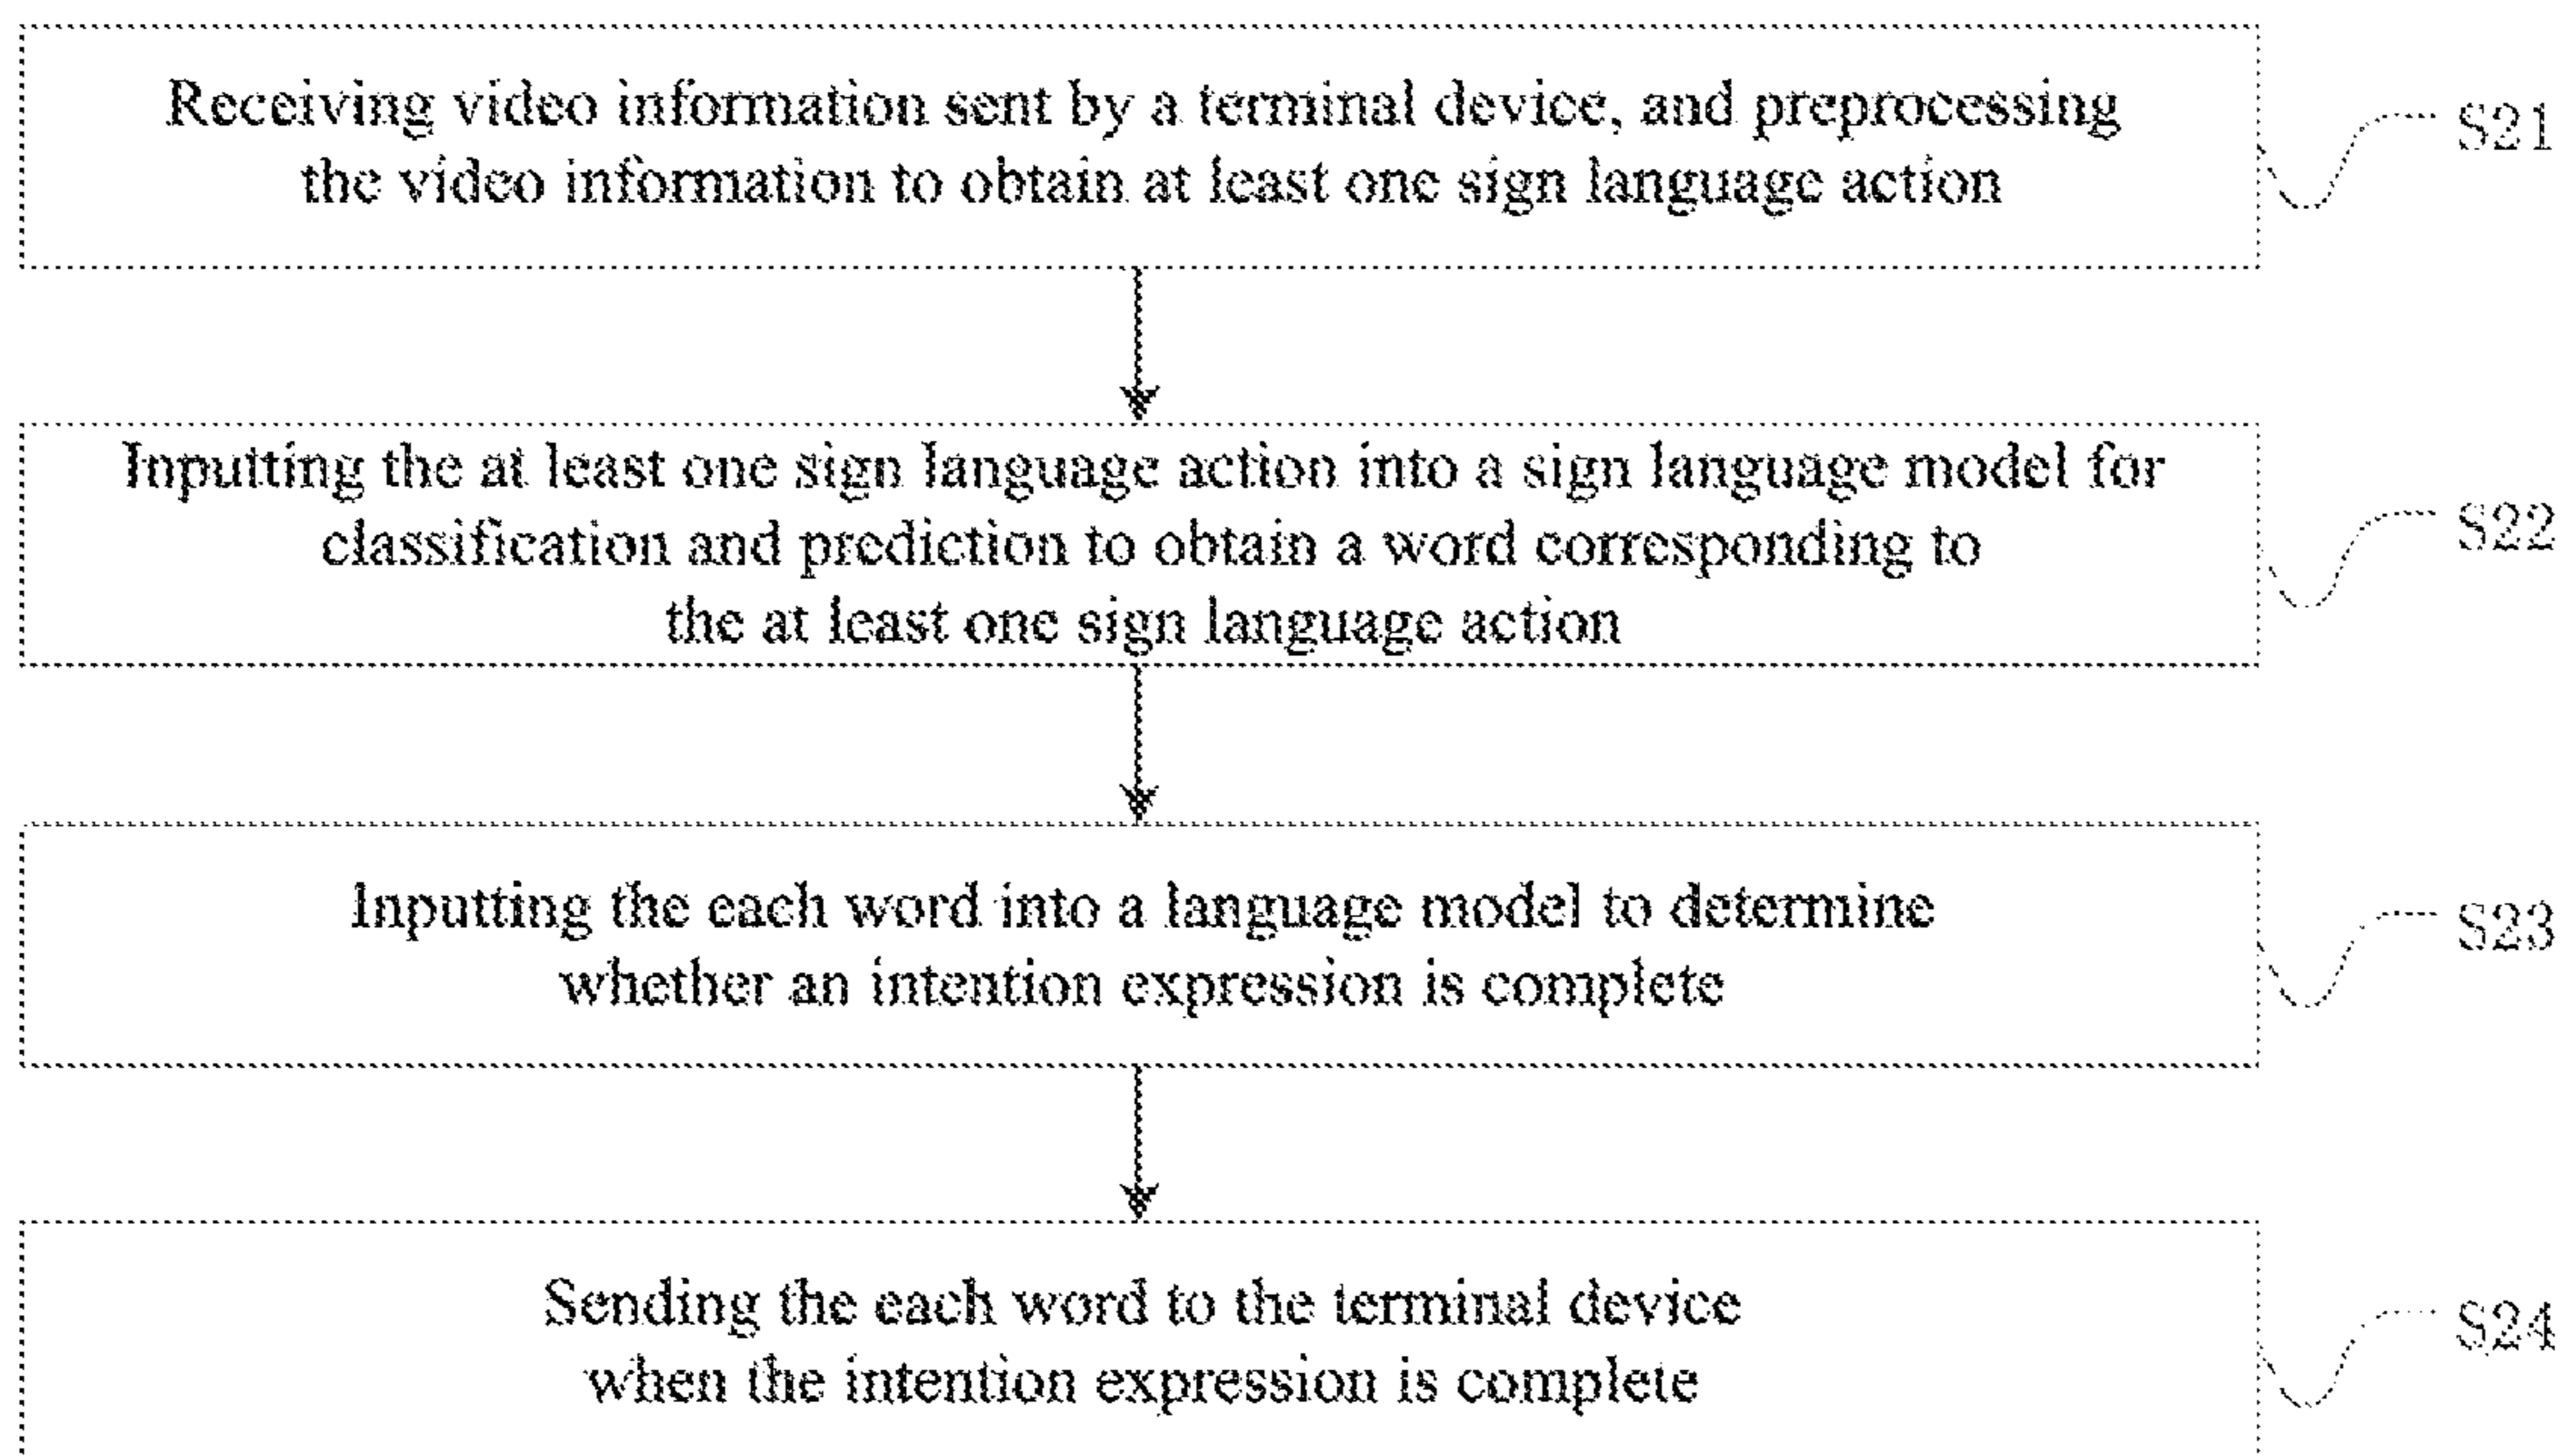 Receiving video information sent by a terminal device, and preprocessing
the video information to obtain at least one sign language action
S21
Inputting the at least one sign language action into a sign language model for
classification and prediction to obtain a word corresponding to
the at least one sign language action
S22
Inputting the each word into a language model to determine
whether an intention expression is complete
S23
Sending the each word to the terminal device
when the intention expression is complete
S24